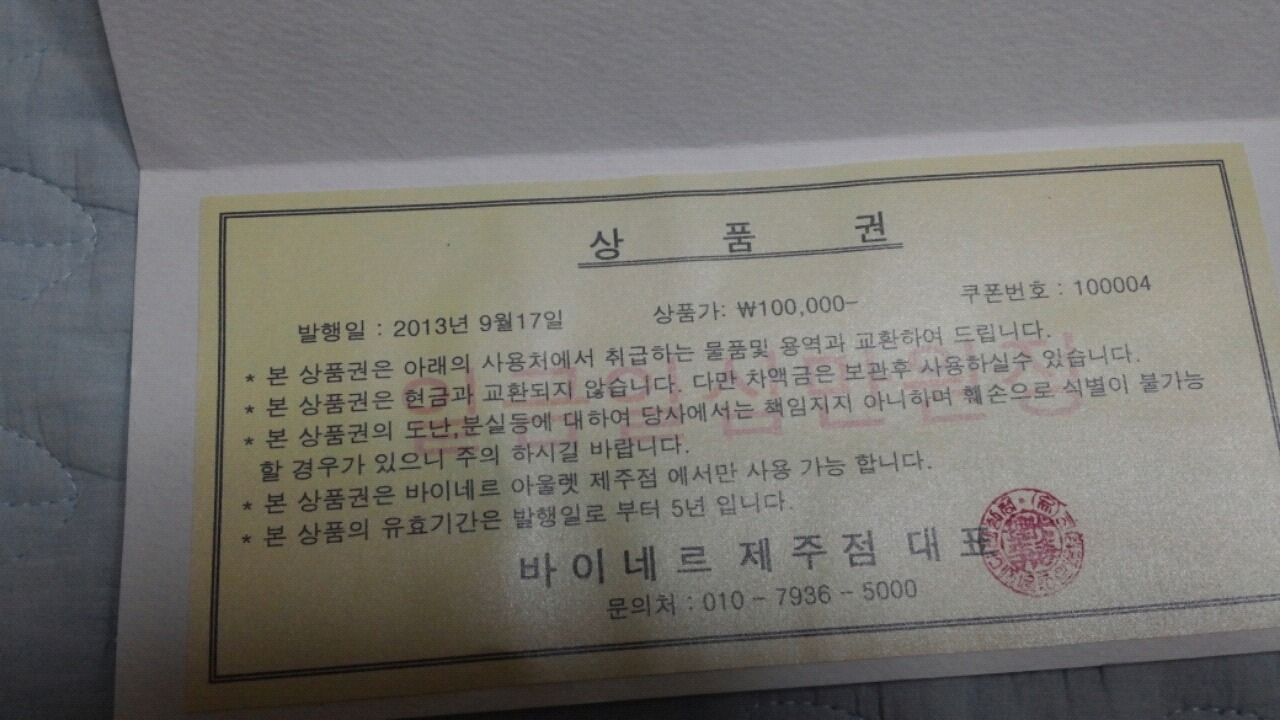 상 품 권
발행일 : 2013년 9월17일 상품가: ₩100,000- 쿠폰번호 : 100004
* 본 상품권은 아래의 사용처에서 취급하는 물품및 용역과 교환하여 드립니다.
* 본 상품권은 현금과 교환되지 않습니다. 다만 차액금은 보관후 사용하실수 있습니다.
* 본 상품권의 도난,분실등에 대하여 당사에서는 책임지지 아니하며 훼손으로 식별이 불가능
할 경우가 있으니 주의 하시길 바랍니다.
* 본 상품권은 바이네르 아울렛 제주점 에서만 사용 가능 합니다.
* 본 상품의 유효기간은 발행일로 부터 5년 입니다.
일금일십만원정
바이네르 제주점 대표
문의처 : 010 - 7936 - 5000